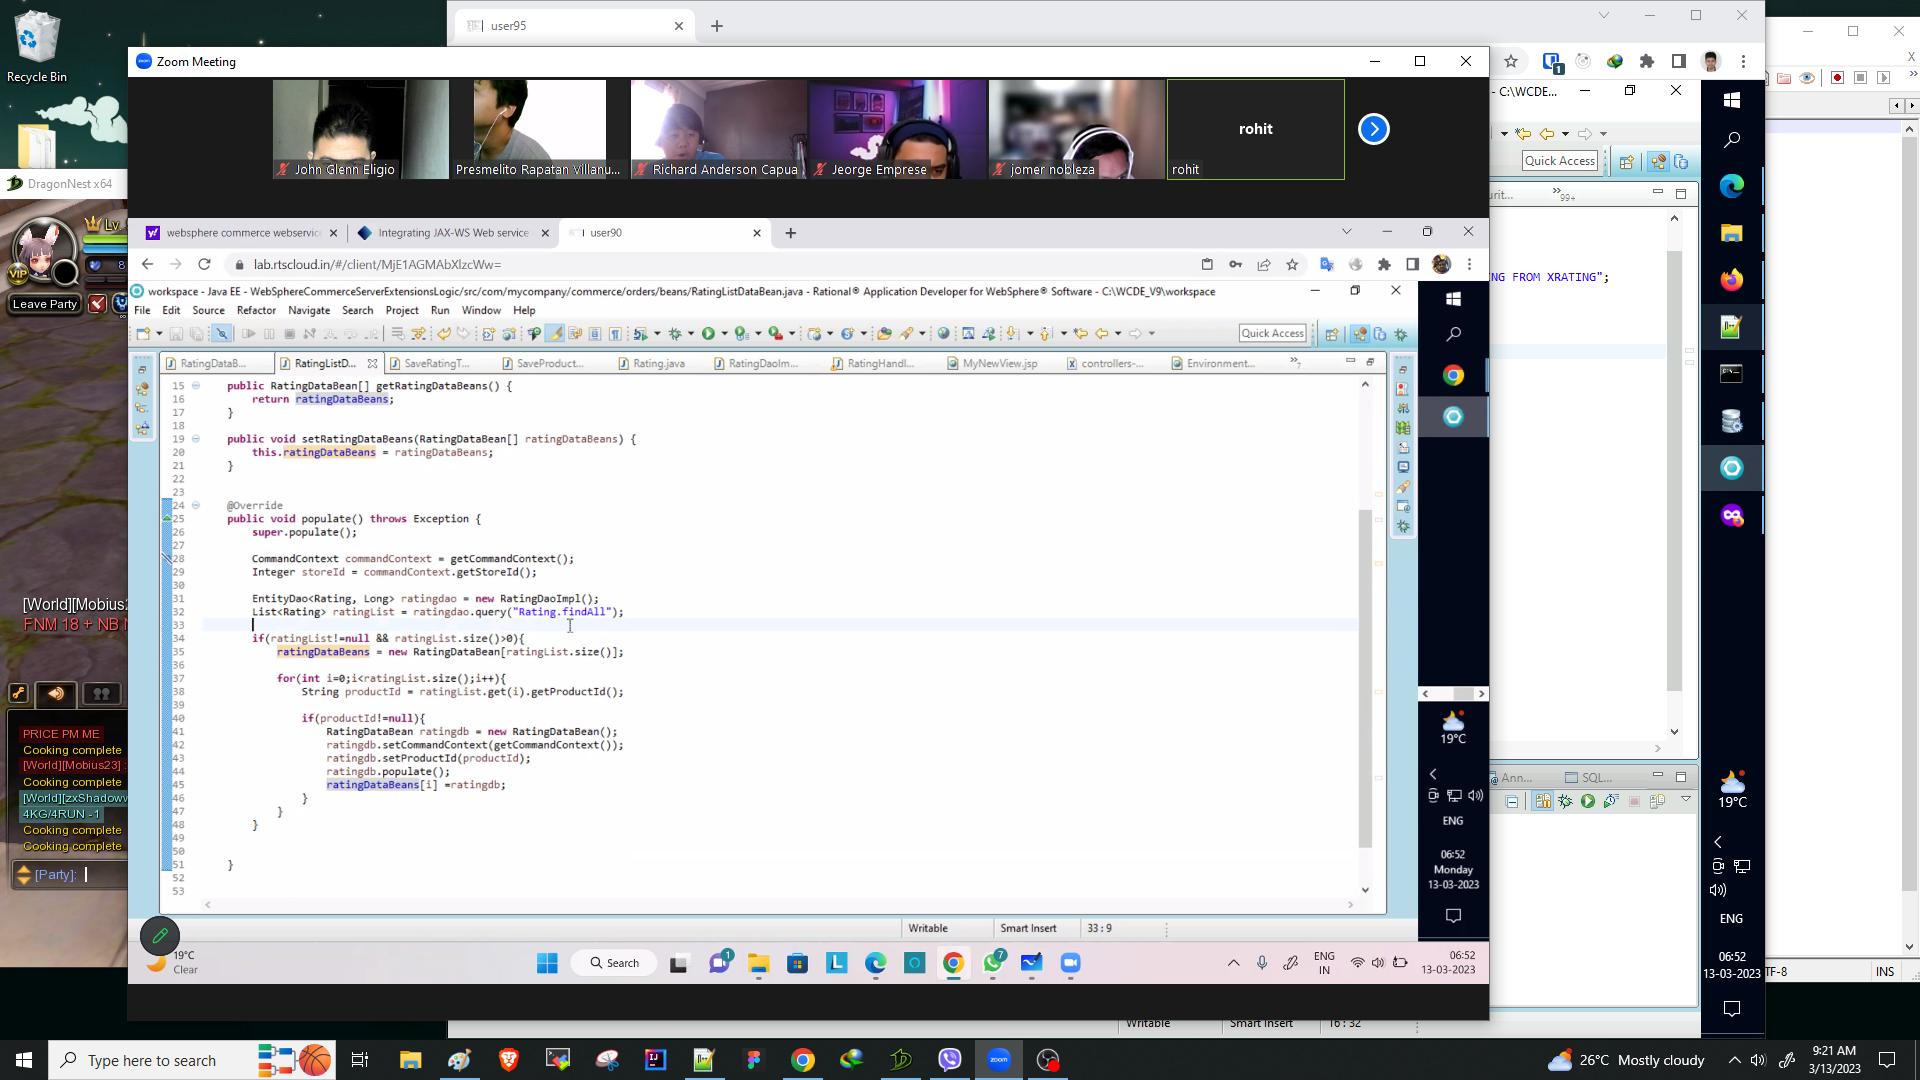 Recycle Bin
user95
Zoom Meeting
John Glenn Eligio
Presmelito Rapatan Villanu...
Richard Anderson Capua
Jeorge Emprese
jomer nobleza
rohit
rohit
DragonNest x64
Lv
VIP
Leave Party
websphere commerce webservic
Integrating JAX-WS Web service
user90
lab.rtscloud.in/#/client/MjE1AGMAbXlzcWw=
workspace - Java EE - WebSphereCommerceServerExtensionsLogic/src/com/mycompany/commerce/orders/beans/RatingListDataBean.java - Rational® Application Developer for WebSphere® Software - C:\WCDE_V9\workspace
File Edit Source Refactor Navigate Search Project Run Window Help
Quick Access
RatingDataB...
RatingListD...
SaveRatingT...
SaveProduct...
Rating.java
RatingDaoIm...
RatingHandl...
MyNewView.jsp
controllers-...
Environment...
15 public RatingDataBean[] getRatingDataBeans() {
16 return ratingDataBeans;
17 }
18
19 public void setRatingDataBeans(RatingDataBean[] ratingDataBeans) {
20 this.ratingDataBeans = ratingDataBeans;
21 }
22
23
24 @Override
25 public void populate() throws Exception {
26 super.populate();
27
28 CommandContext commandContext = getCommandContext();
29 Integer storeId = commandContext.getStoreId();
30
31 EntityDao<Rating, Long> ratingdao = new RatingDaoImpl();
32 List<Rating> ratingList = ratingdao.query("Rating.findAll");
33
34 if(ratingList!=null && ratingList.size()>0){
35 ratingDataBeans = new RatingDataBean[ratingList.size()];
36
37 for(int i=0;i<ratingList.size();i++){
38 String productId = ratingList.get(i).getProductId();
39
40 if(productId!=null){
41 RatingDataBean ratingdb = new RatingDataBean();
42 ratingdb.setCommandContext(getCommandContext());
43 ratingdb.setProductId(productId);
44 ratingdb.populate();
45 ratingDataBeans[i] =ratingdb;
46 }
47 }
48 }
49
50
51 }
52
53
Writable
Smart Insert
33 : 9
19°C
Clear
Search
ENG
IN
06:52
13-03-2023
19°C
ENG
06:52
Monday
13-03-2023
- C:\WCDE...
Quick Access
99+
NG FROM XRATING";
Ann...
SQL...
19°C
ENG
06:52
13-03-2023
TF-8
INS
Writable
Smart Insert
16 : 32
[World][Mobius2
FNM 18 + NB N
PRICE PM ME
Cooking complete
[World][Mobius23] :
Cooking complete
[World][zxShadow
4KG/4RUN -1
Cooking complete
Cooking complete
[Party]:
Type here to search
26°C Mostly cloudy
9:21 AM
3/13/2023